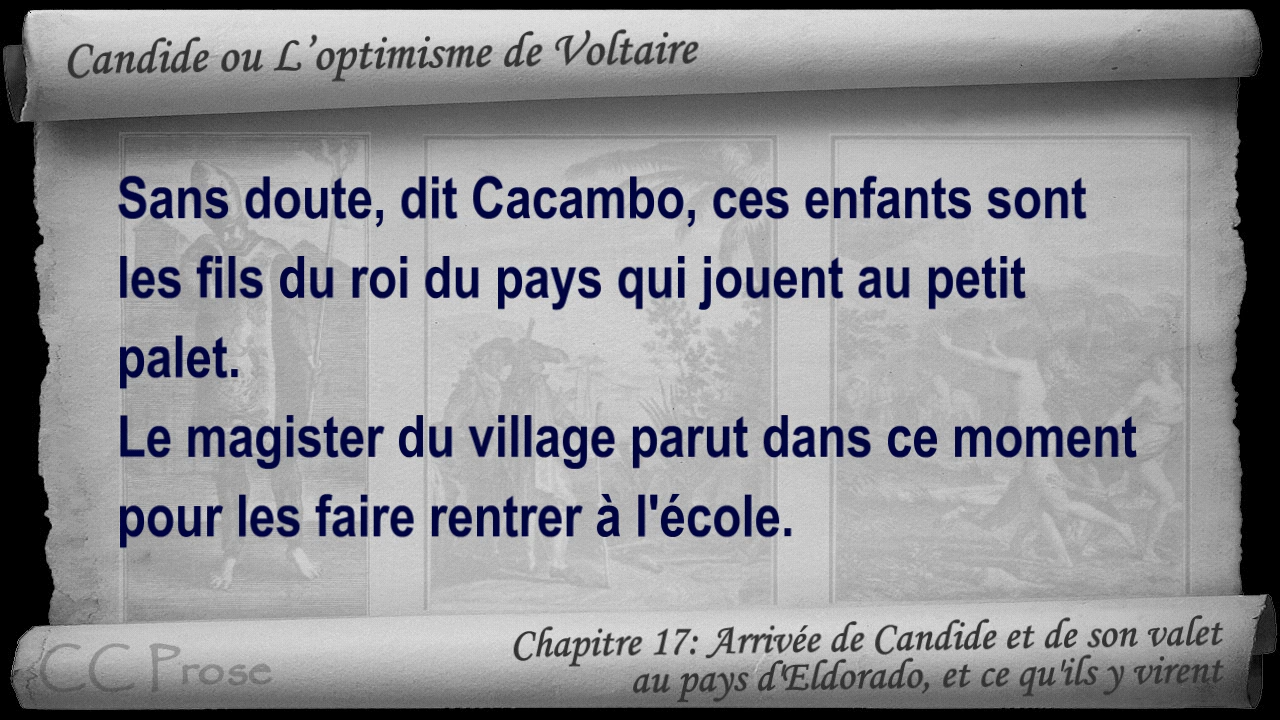 Candide ou L’optimisme de Voltaire
Sans doute, dit Cacambo, ces enfants sont
les fils du roi du pays qui jouent au petit
palet.
Le magister du village parut dans ce moment
pour les faire rentrer à l'école.
CC Prose
Chapitre 17: Arrivée de Candide et de son valet
au pays d'Eldorado, et ce qu'ils y virent